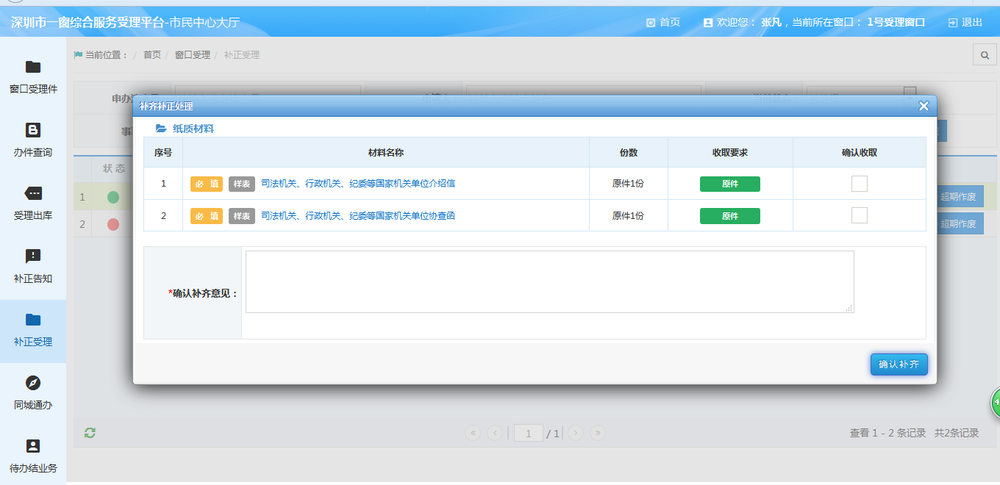 深圳市一窗综合服务受理平台-市民中心大厅
首页
欢迎您： 张凡，当前所在窗口： 1号受理窗口
退出
窗口受理件
办件查询
受理出库
补正告知
补正受理
同城通办
待办结业务
当前位置： / 首页 / 窗口受理 / 补正受理
申办
事
状 态
1
2
超期作废
超期作废
补齐补正处理
纸质材料
序号 材料名称 份数 收取要求 确认收取
1 必 填 样表 司法机关、行政机关、纪委等国家机关单位介绍信 原件1份 原件
2 必 填 样表 司法机关、行政机关、纪委等国家机关单位协查函 原件1份 原件
*确认补齐意见：
确认补齐
« ‹ 1 / 1 › »
查看 1 - 2 条记录 共2条记录
4